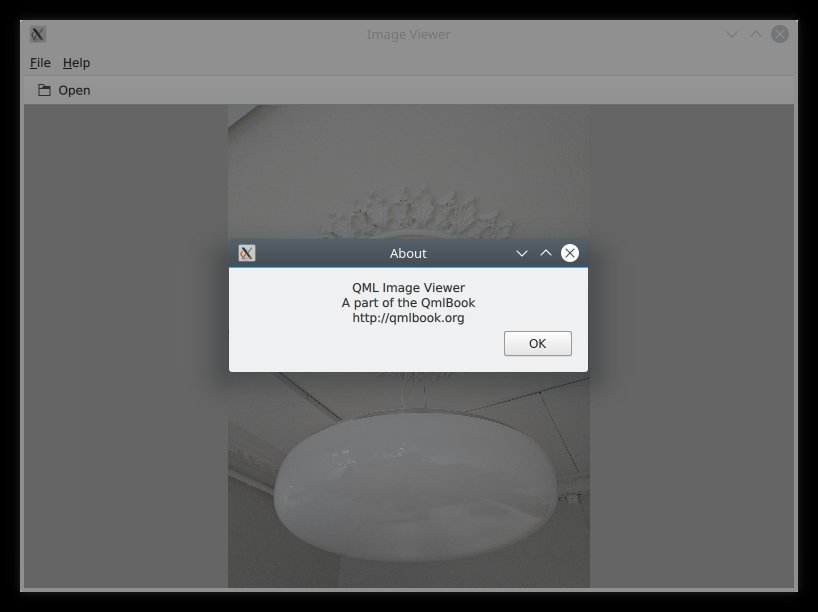 Image Viewer
File Help
Open
About
QML Image Viewer
A part of the QmlBook
http://qmlbook.org
OK